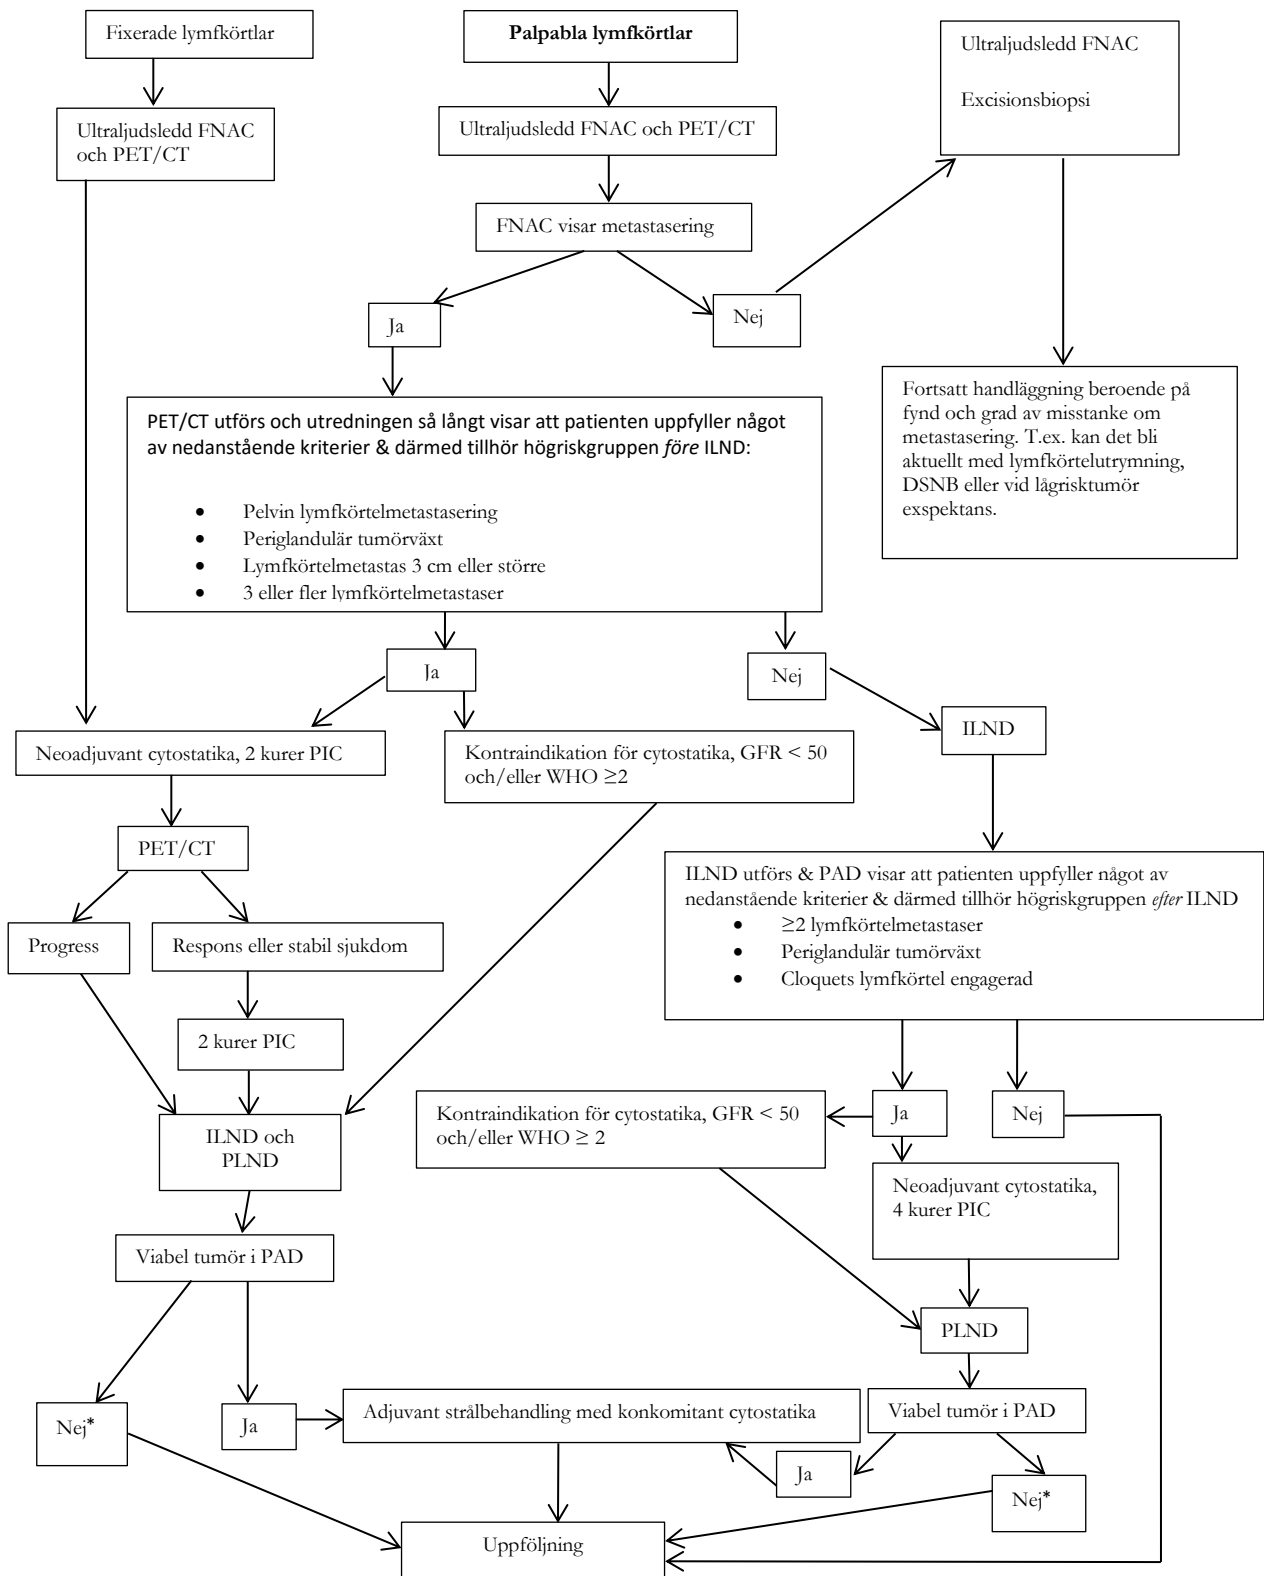 Fixerade lymfkörtlar
Palpabla lymfkörtlar
Ultraljudsledd FNAC
Excisionsbiopsi
Ultraljudsledd FNAC
och PET/CT
Ultraljudsledd FNAC och PET/CT
FNAC visar metastasering
Ja
Nej
PET/CT utförs och utredningen så långt visar att patienten uppfyller något
av nedanstående kriterier & därmed tillhör högriskgruppen före ILND:
• Pelvin lymfkörtelmetastasering
• Periglandulär tumörväxt
• Lymfkörtelmetastas 3 cm eller större
• 3 eller fler lymfkörtelmetastaser
Fortsatt handläggning beroende på
fynd och grad av misstanke om
metastasering. T.ex. kan det bli
aktuellt med lymfkörtelutrymning,
DSNB eller vid lågrisktumör
exspektans.
Ja
Nej
ILND
Neoadjuvant cytostatika, 2 kurer PIC
Kontraindikation för cytostatika, GFR < 50
och/eller WHO ≥2
PET/CT
ILND utförs & PAD visar att patienten uppfyller något av
nedanstående kriterier & därmed tillhör högriskgruppen efter ILND
• ≥2 lymfkörtelmetastaser
• Periglandulär tumörväxt
• Cloquets lymfkörtel engagerad
Progress
Respons eller stabil sjukdom
2 kurer PIC
Kontraindikation för cytostatika, GFR < 50
och/eller WHO ≥ 2
Ja
Nej
ILND och
PLND
Neoadjuvant cytostatika,
4 kurer PIC
Viabel tumör i PAD
PLND
Nej*
Ja
Adjuvant strålbehandling med konkomitant cytostatika
Viabel tumör i PAD
Ja
Nej*
Uppföljning